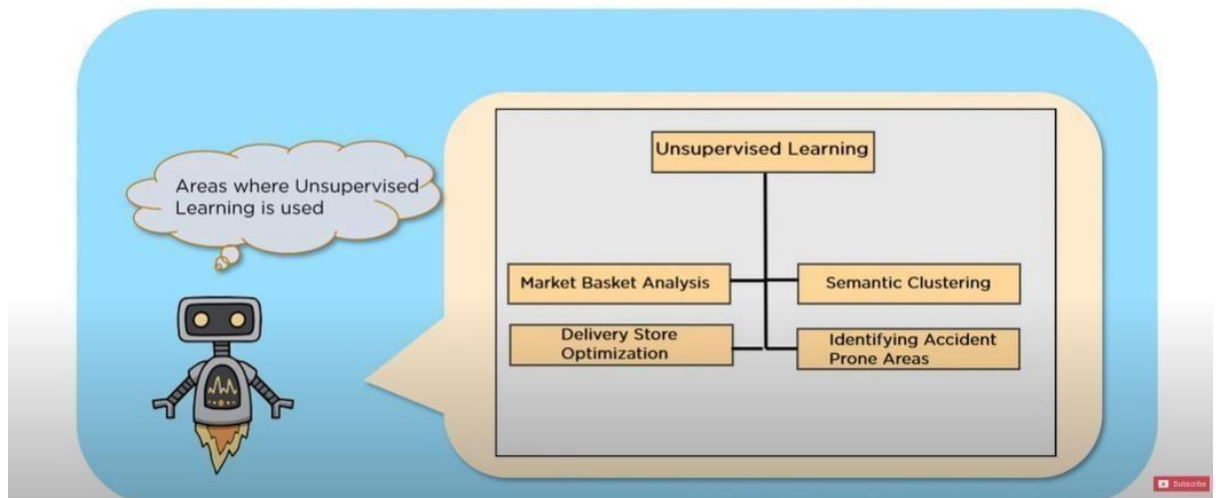 Areas where Unsupervised
Learning is used
Unsupervised Learning
Market Basket Analysis
Semantic Clustering
Delivery Store
Optimization
Identifying Accident
Prone Areas
Subscribe